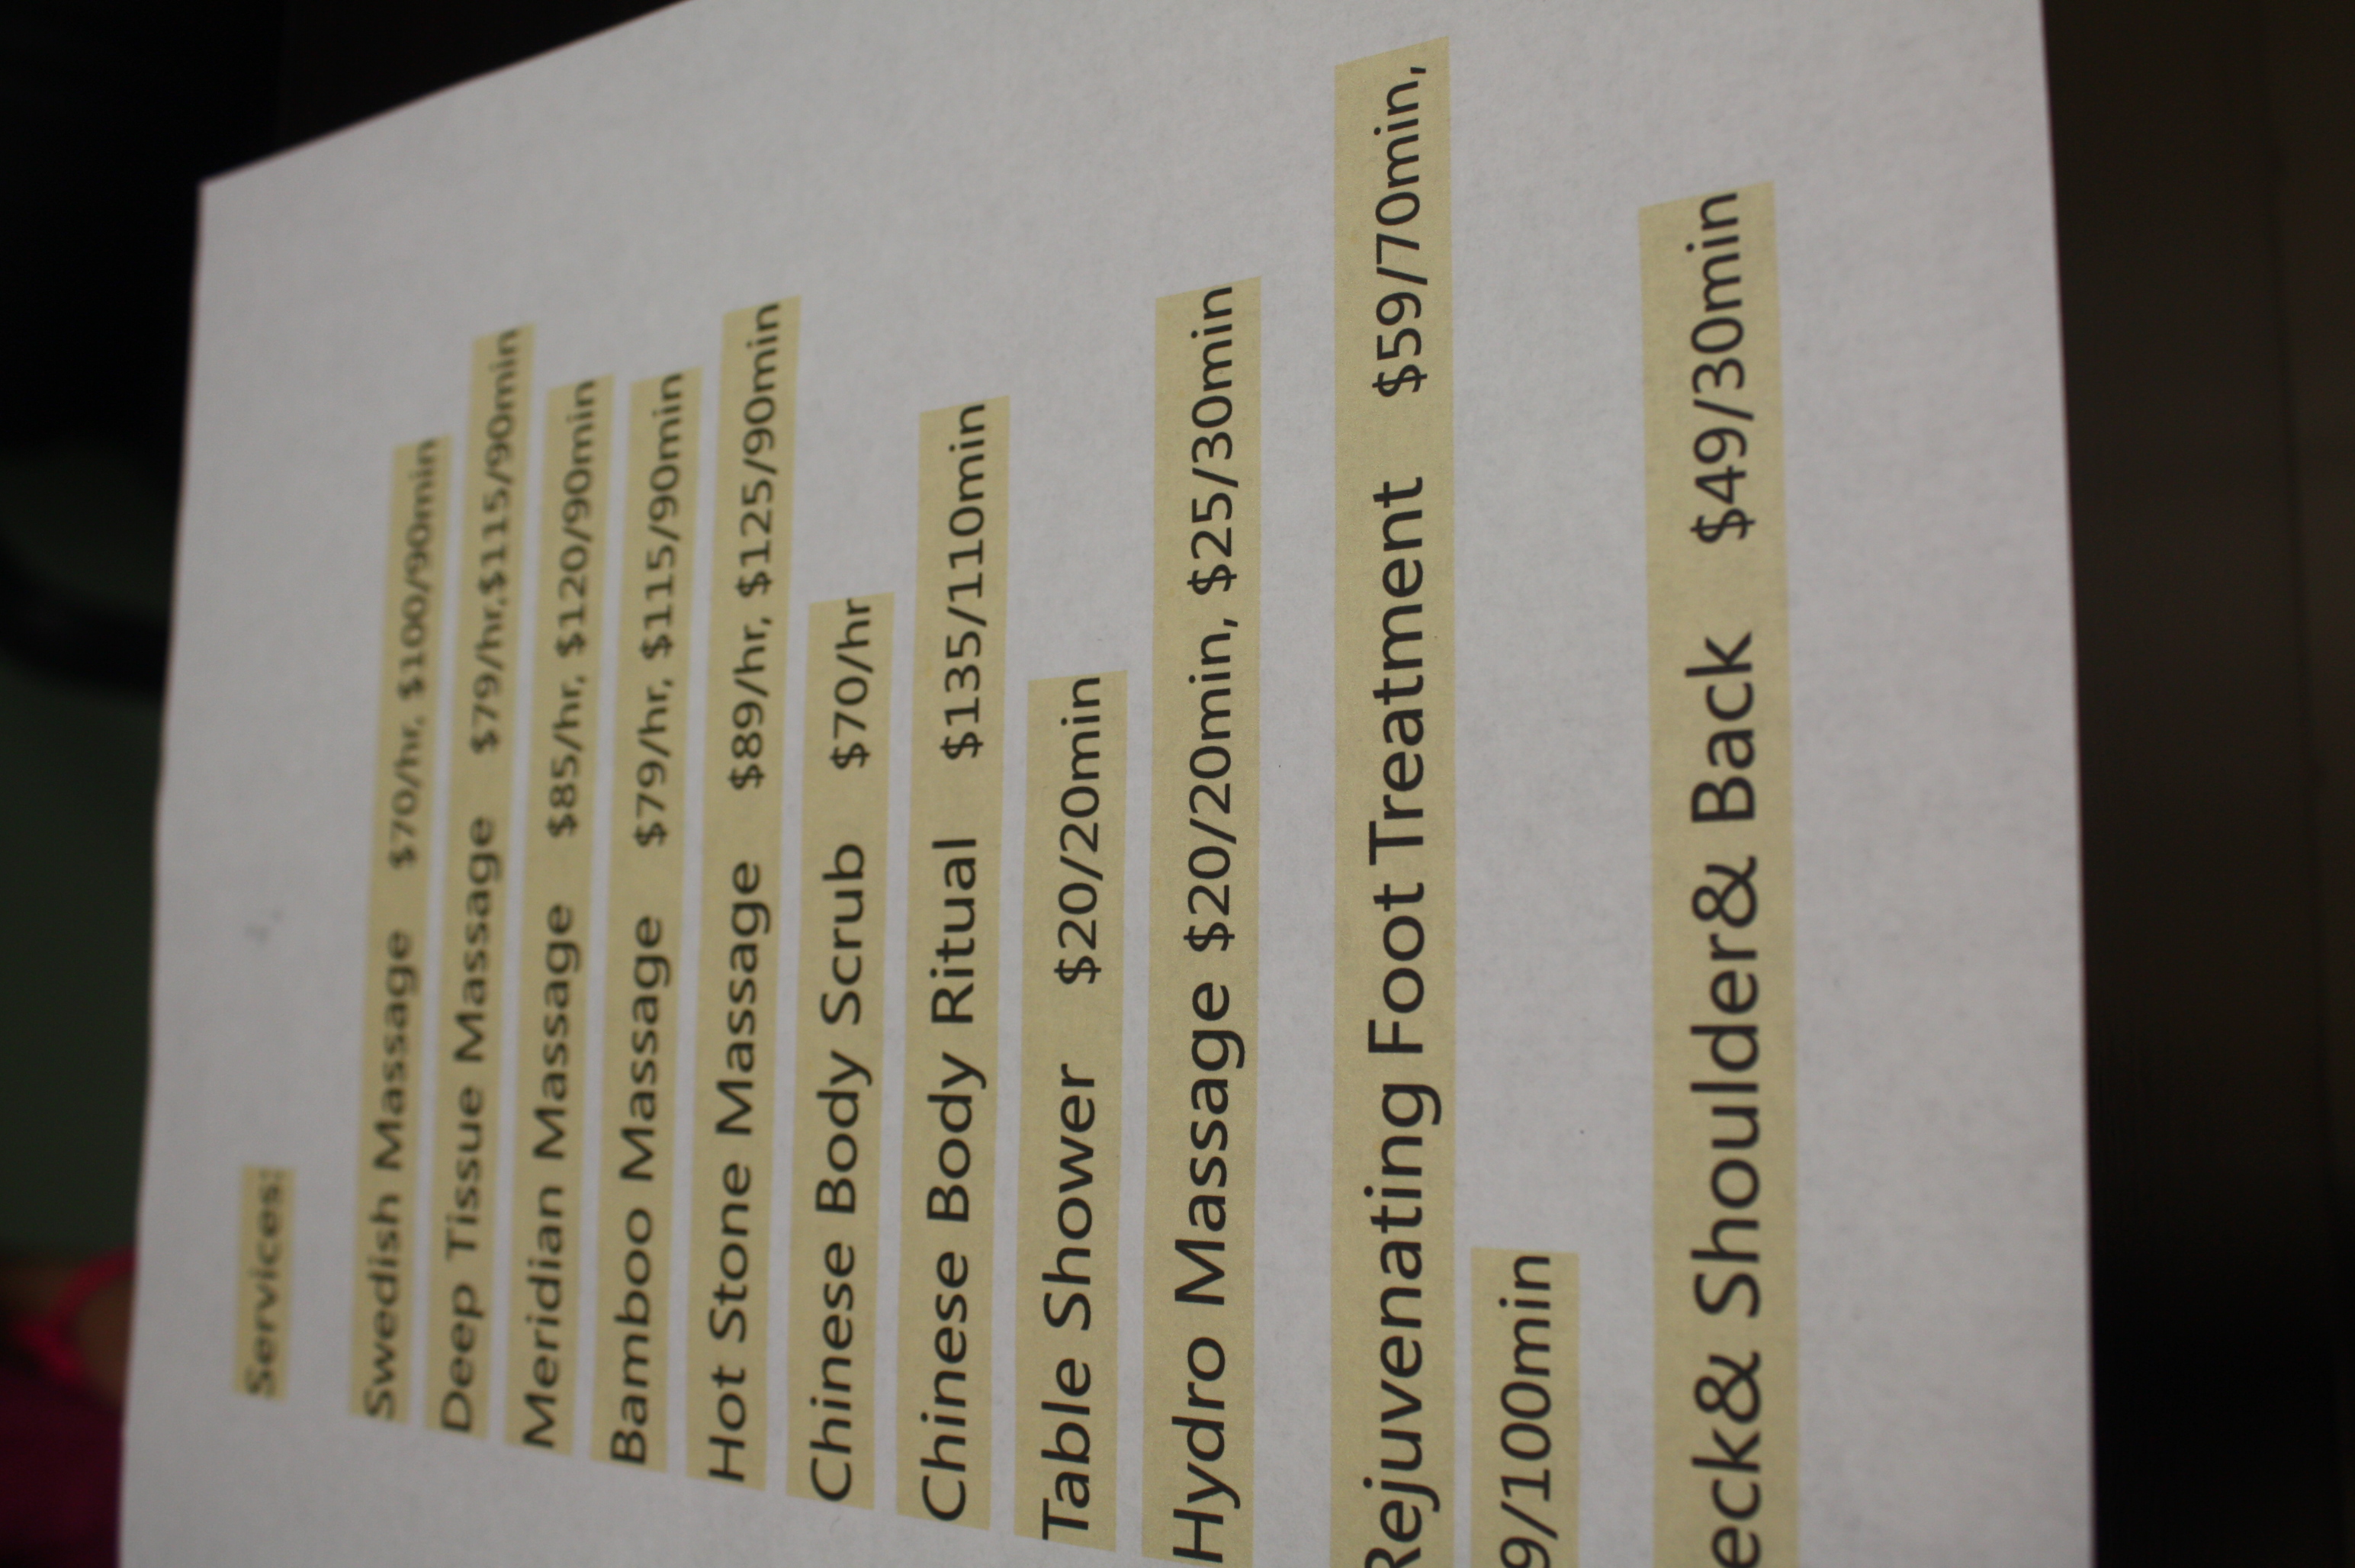 Services:
Swedish Massage $70/hr, $100/90min
Deep Tissue Massage $79/hr,$115/90min
Meridian Massage $85/hr, $120/90min
Bamboo Massage $79/hr, $115/90min
Hot Stone Massage $89/hr, $125/90min
Chinese Body Scrub $70/hr
Chinese Body Ritual $135/110min
Table Shower $20/20min
Hydro Massage $20/20min, $25/30min
Rejuvenating Foot Treatment $59/70min,
9/100min
eck& Shoulder& Back $49/30min